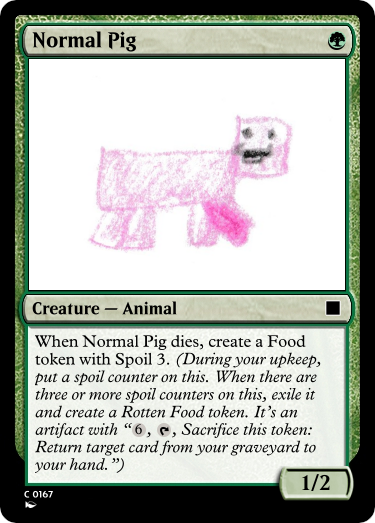 Normal Pig
Creature — Animal
When Normal Pig dies, create a Food
token with Spoil 3. (During your upkeep,
put a spoil counter on this. When there are
three or more spoil counters on this, exile it
and create a Rotten Food token. It's an
artifact with “6, , Sacrifice this token:
Return target card from your graveyard to
your hand.”)
1/2
C 0167